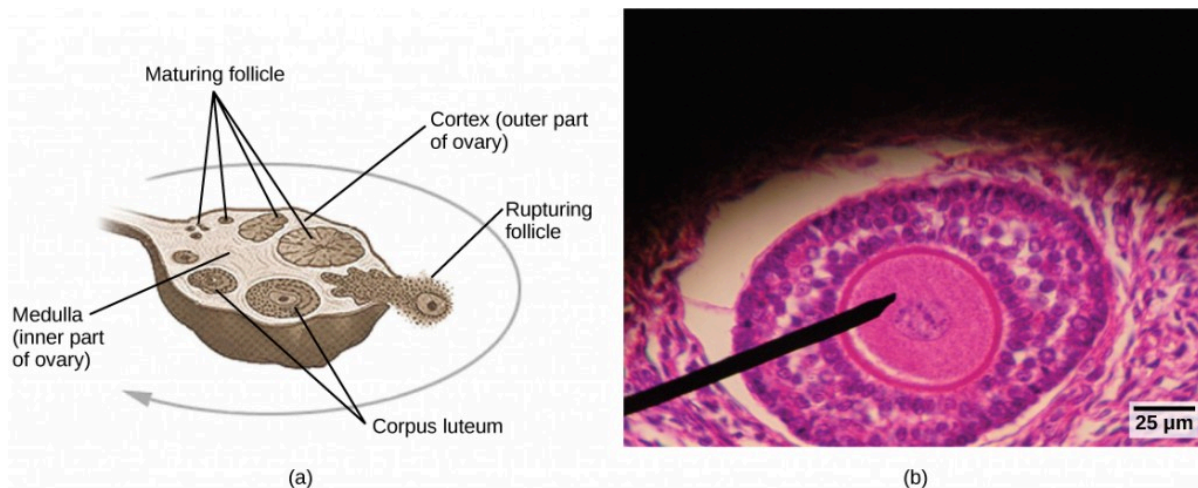 Maturing follicle
Cortex (outer part
of ovary)
Rupturing
follicle
Medulla
(inner part
of ovary)
Corpus luteum
25 µm
(a)
(b)